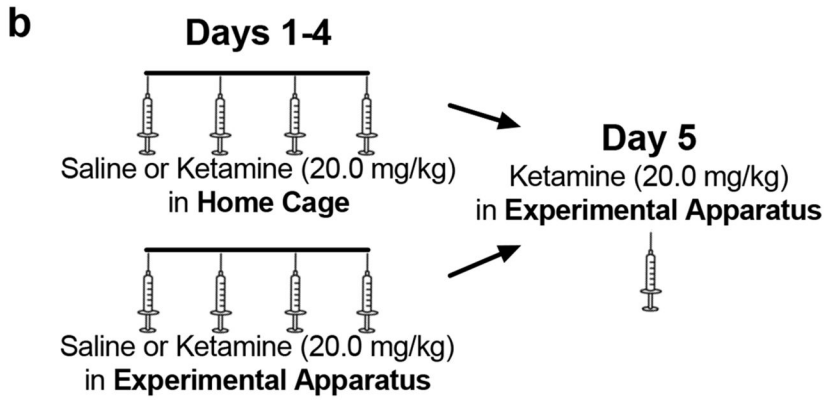 b
Days 1-4
Saline or Ketamine (20.0 mg/kg)
in Home Cage
Saline or Ketamine (20.0 mg/kg)
in Experimental Apparatus
Day 5
Ketamine (20.0 mg/kg)
in Experimental Apparatus